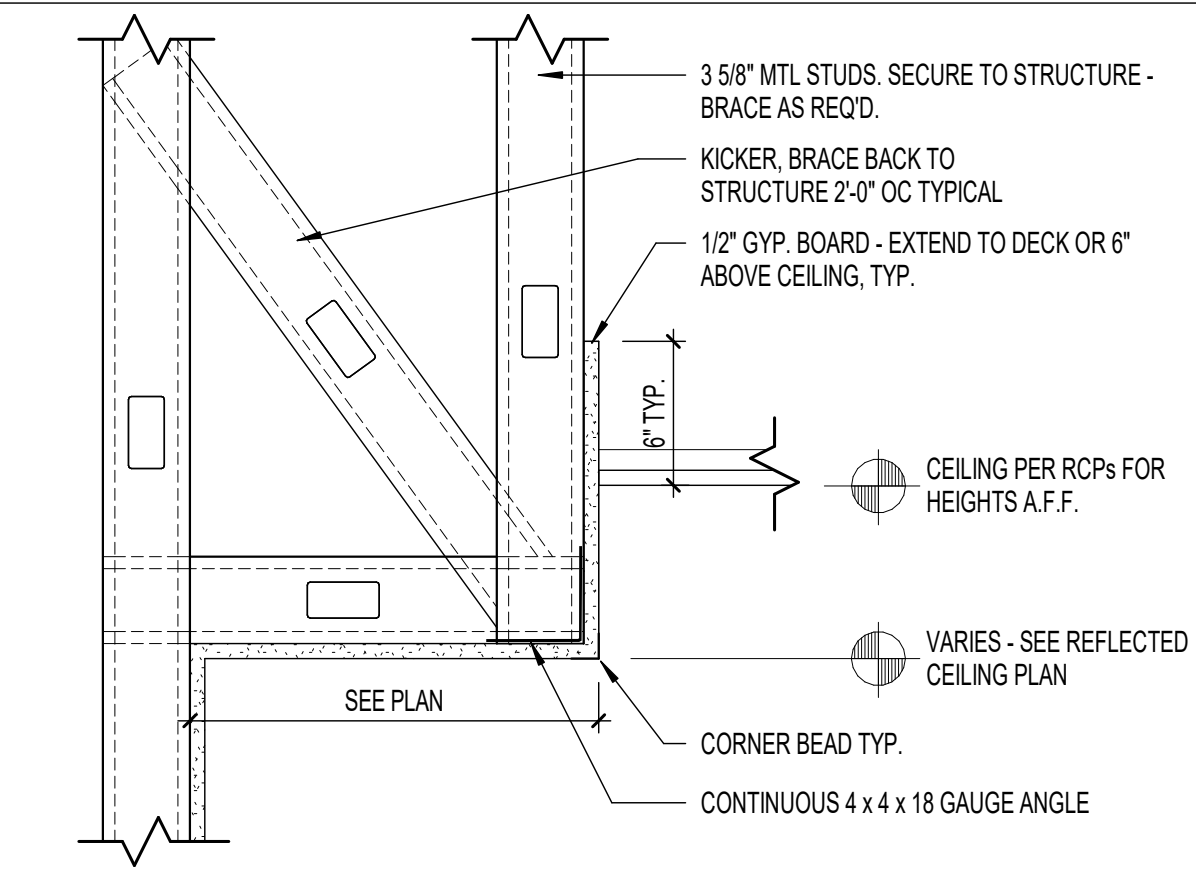 3 5/8" MTL STUDS. SECURE TO STRUCTURE -
BRACE AS REQ'D.
KICKER, BRACE BACK TO
STRUCTURE 2'-0" OC TYPICAL
1/2" GYP. BOARD - EXTEND TO DECK OR 6"
ABOVE CEILING, TYP.
6" TYP.
CEILING PER RCPs FOR
HEIGHTS A.F.F.
VARIES - SEE REFLECTED
CEILING PLAN
SEE PLAN
CORNER BEAD TYP.
CONTINUOUS 4 x 4 x 18 GAUGE ANGLE